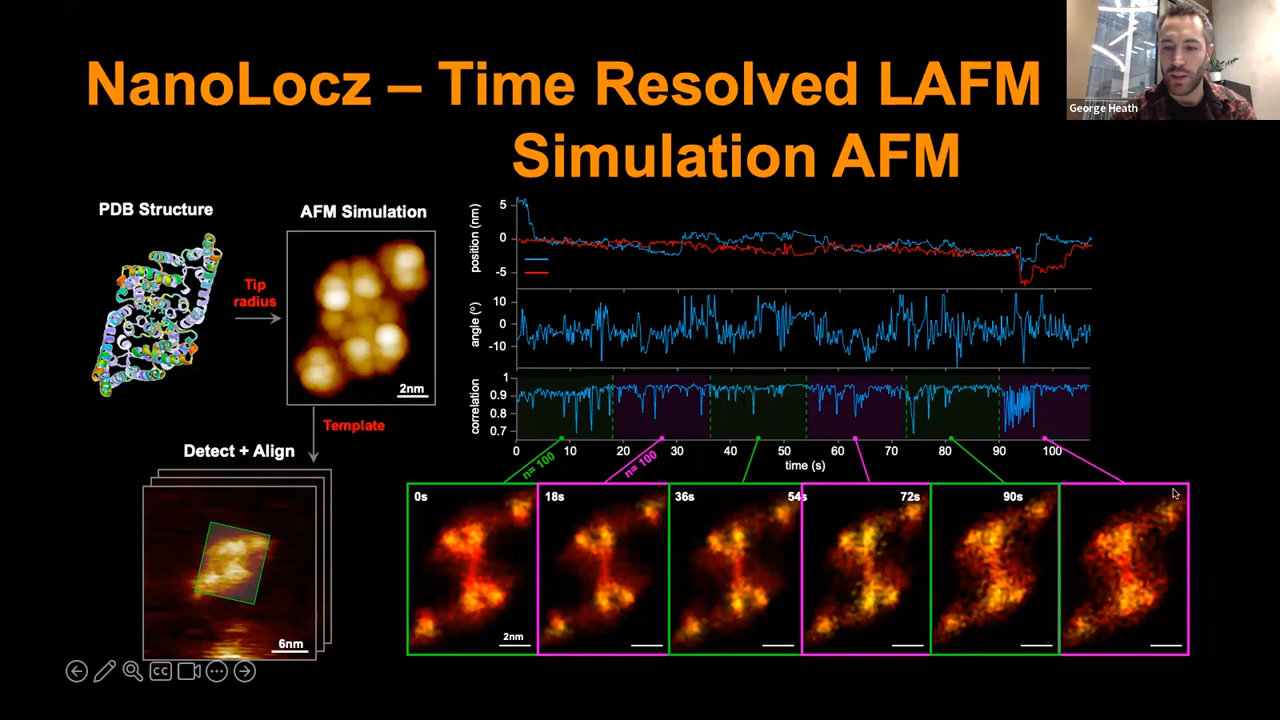 NanoLocz – Time Resolved LAFM
Simulation AFM
George Heath
PDB Structure
AFM Simulation
Tip
radius
2nm
Template
Detect + Align
6nm
position (nm)
5
0
-5
angle (º)
10
0
-10
correlation
1
0.9
0.8
0.7
0 10 20 30 40 50 60 70 80 90 100
time (s)
n= 100
n= 100
0s
18s
36s
54s
72s
90s
2nm
CC